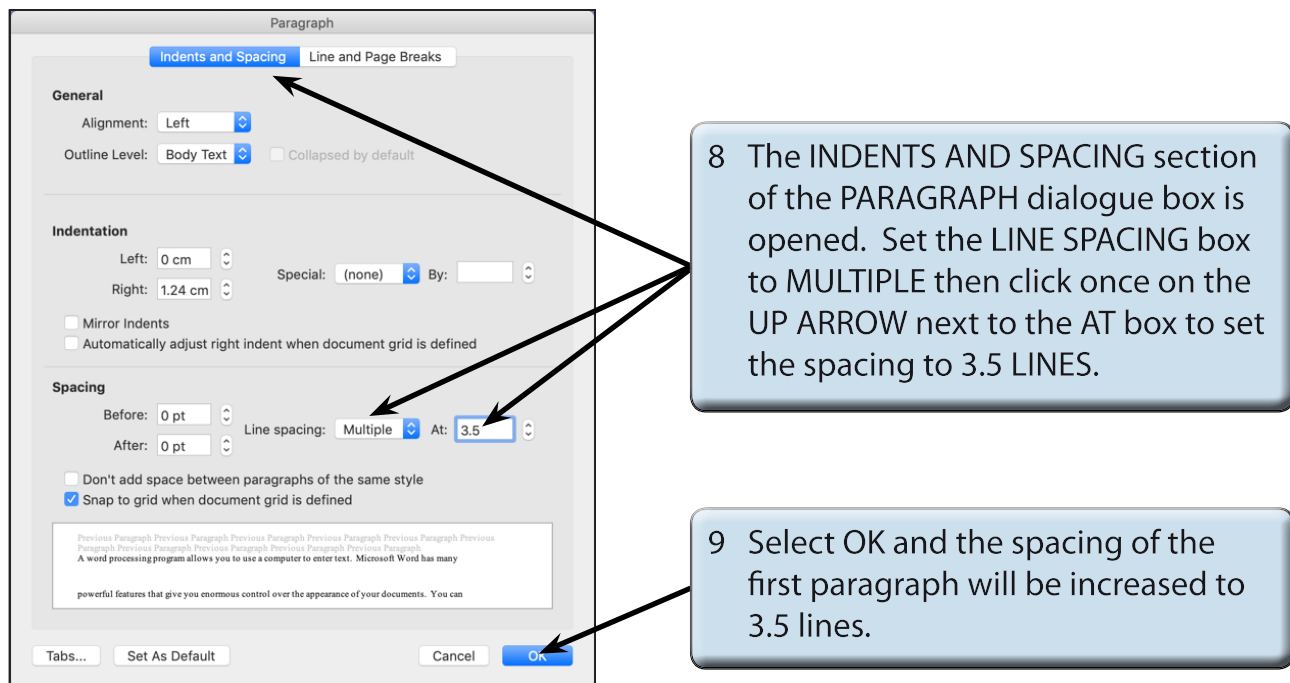 Paragraph
Indents and Spacing Line and Page Breaks
General
Alignment: Left
Outline Level: Body Text Collapsed by default
Indentation
Left: 0 cm
Special: (none) By:
Right: 1.24 cm
Mirror Indents
Automatically adjust right indent when document grid is defined
Spacing
Before: 0 pt
Line spacing: Multiple At: 3.5
After: 0 pt
Don't add space between paragraphs of the same style
Snap to grid when document grid is defined
Previous Paragraph Previous Paragraph Previous Paragraph Previous Paragraph Previous Paragraph Previous
Paragraph Previous Paragraph Previous Paragraph Previous Paragraph Previous Paragraph
A word processing program allows you to use a computer to enter text. Microsoft Word has many
powerful features that give you enormous control over the appearance of your documents. You can
Tabs... Set As Default Cancel OK
8 The INDENTS AND SPACING section
of the PARAGRAPH dialogue box is
opened. Set the LINE SPACING box
to MULTIPLE then click once on the
UP ARROW next to the AT box to set
the spacing to 3.5 LINES.
9 Select OK and the spacing of the
first paragraph will be increased to
3.5 lines.